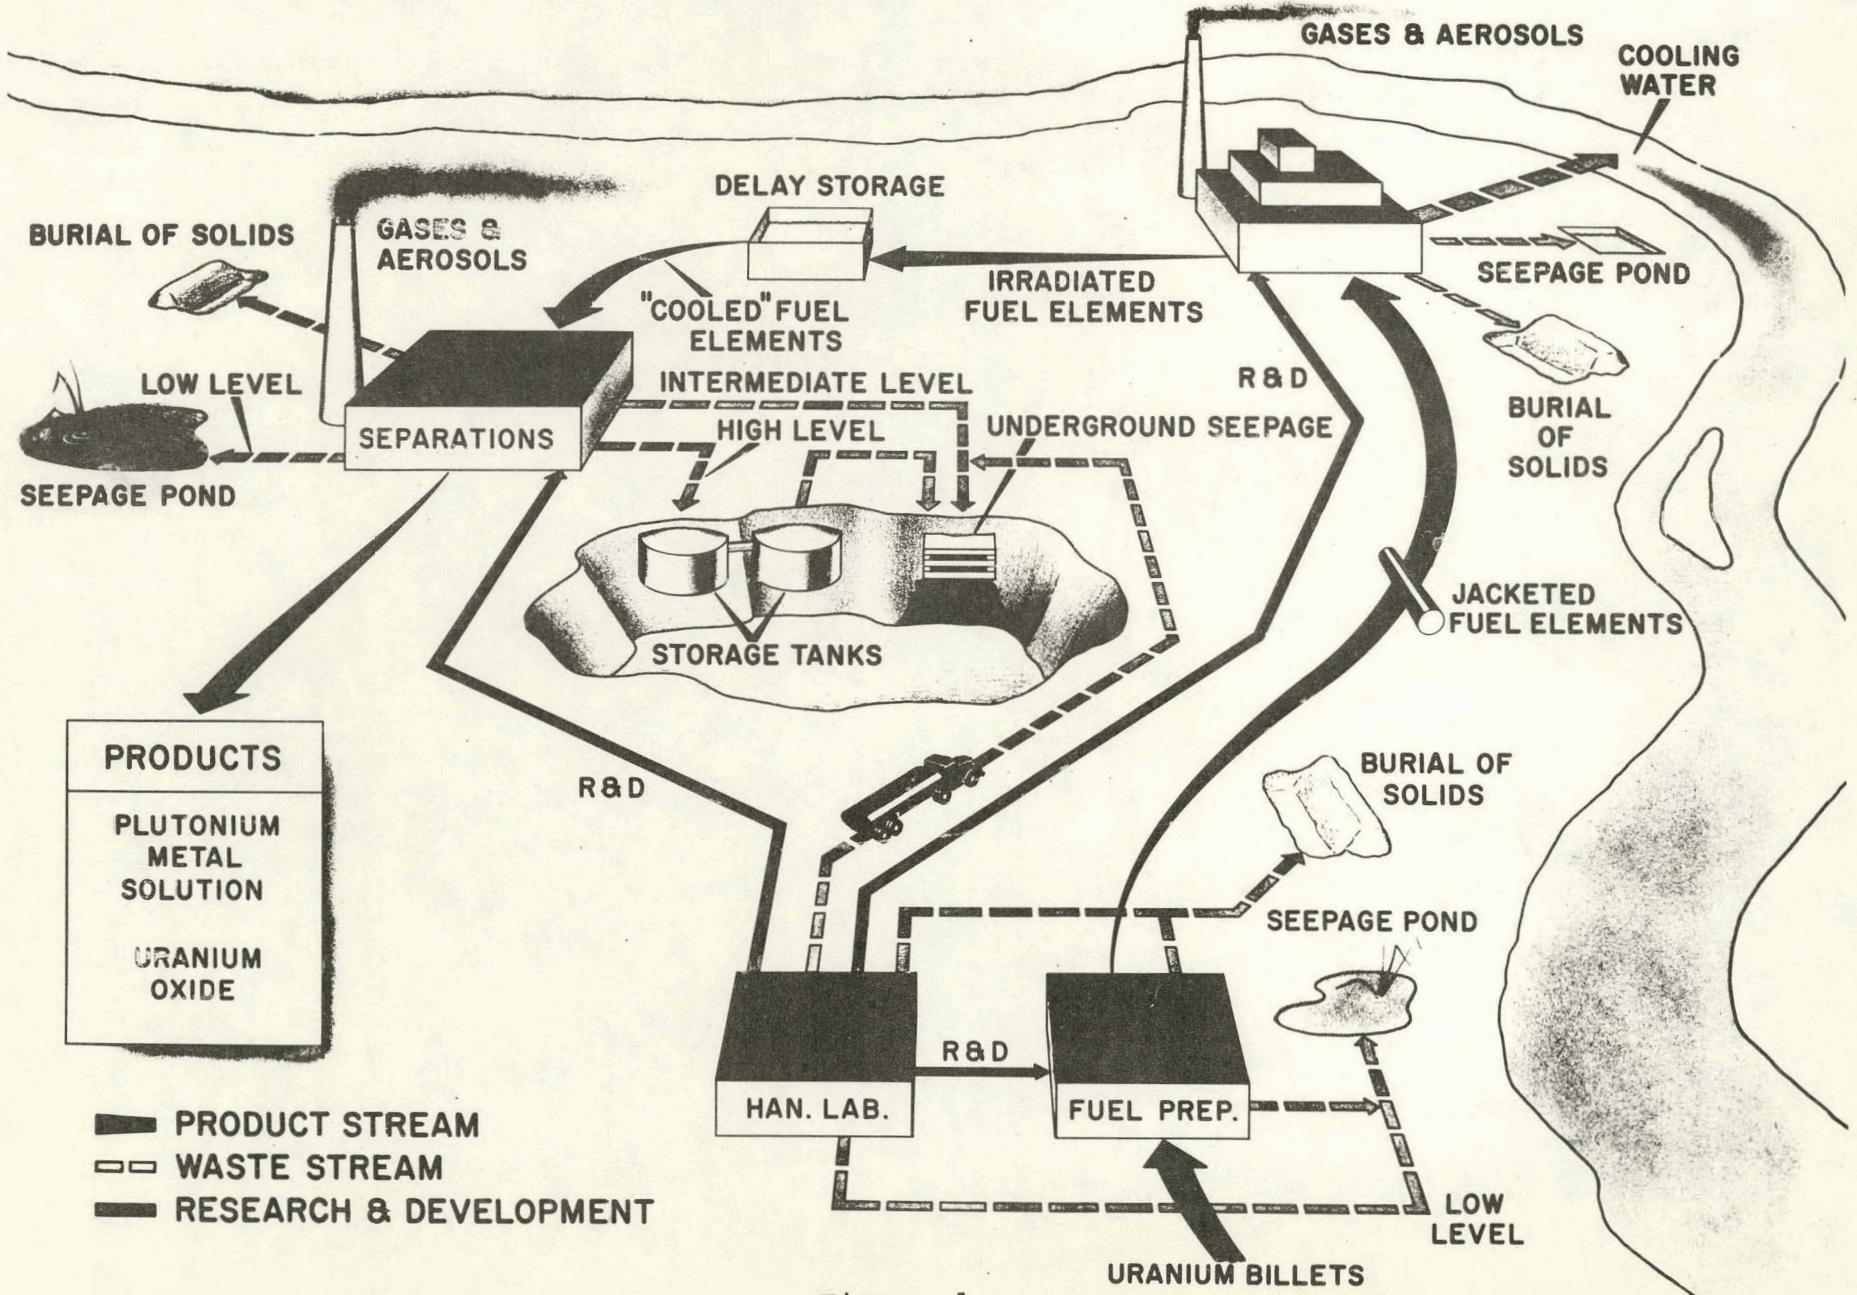 GASES & AEROSOLS
COOLING
WATER
DELAY STORAGE
BURIAL OF SOLIDS
GASES &
AEROSOLS
SEEPAGE POND
IRRADIATED
FUEL ELEMENTS
"COOLED" FUEL
ELEMENTS
R & D
LOW LEVEL
INTERMEDIATE LEVEL
BURIAL
OF
SOLIDS
SEPARATIONS
HIGH LEVEL
UNDERGROUND SEEPAGE
SEEPAGE POND
JACKETED
FUEL ELEMENTS
STORAGE TANKS
PRODUCTS
PLUTONIUM
METAL
SOLUTION
URANIUM
OXIDE
R & D
BURIAL OF
SOLIDS
SEEPAGE POND
R & D
HAN. LAB.
FUEL PREP.
PRODUCT STREAM
WASTE STREAM
RESEARCH & DEVELOPMENT
LOW
LEVEL
URANIUM BILLETS